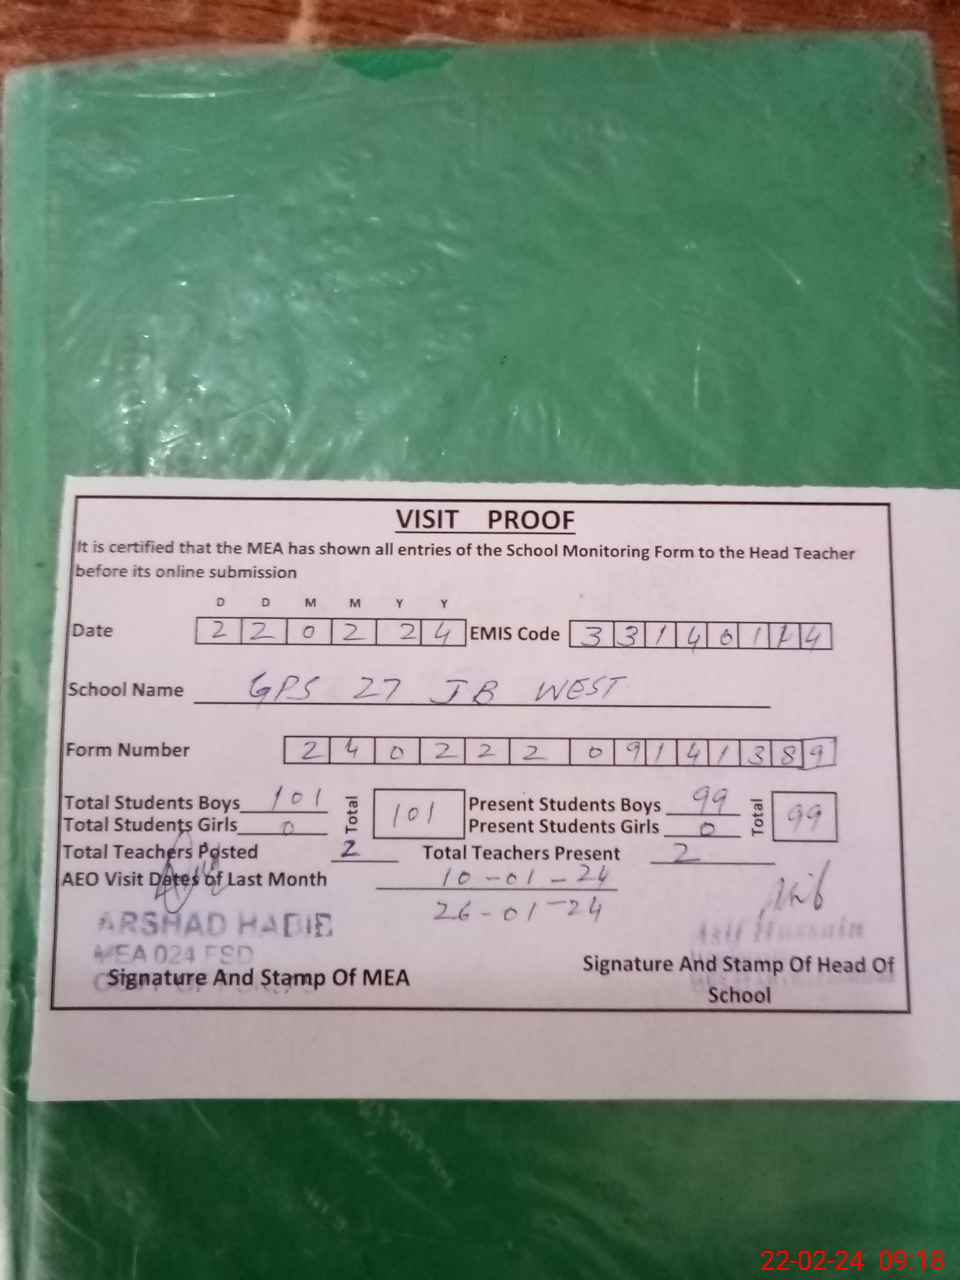 VISIT PROOF
It is certified that the MEA has shown all entries of the School Monitoring Form to the Head Teacher
before its online submission
D D M M Y Y
Date 2 2 0 2 2 4 EMIS Code 3 3 1 4 0 1 4
School Name GPS 27 JB WEST
Form Number 2 4 0 2 2 2 0 9 1 4 1 3 8 9
Total Students Boys 101 Total 101 Present Students Boys 99 Total 99
Total Students Girls 0 Present Students Girls 0
Total Teachers Posted 2 Total Teachers Present 2
AEO Visit Dates of Last Month 10-01-24
26-01-24
ARSHAD HABIB Asif Hussain
MEA 024 FSD
Signature And Stamp Of MEA Signature And Stamp Of Head Of
School
22-02-24 09:18